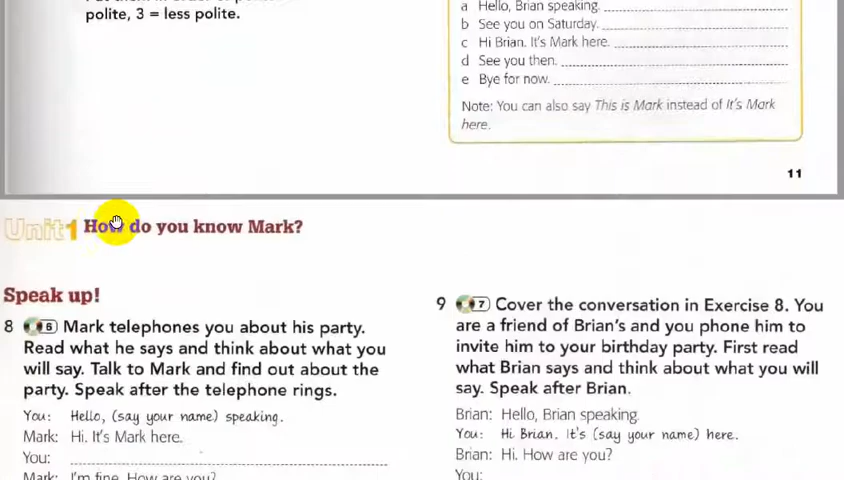 polite, 3 = less polite.
a Hello, Brian speaking.
b See you on Saturday.
c Hi Brian. It's Mark here.
d See you then.
e Bye for now.
Note: You can also say This is Mark instead of It's Mark
here.
11
Unit 1 How do you know Mark?
Speak up!
8 6 Mark telephones you about his party.
Read what he says and think about what you
will say. Talk to Mark and find out about the
party. Speak after the telephone rings.
You: Hello, (say your name) speaking.
Mark: Hi. It's Mark here.
You:
Mark: I'm fine. How are you?
9 7 Cover the conversation in Exercise 8. You
are a friend of Brian's and you phone him to
invite him to your birthday party. First read
what Brian says and think about what you will
say. Speak after Brian.
Brian: Hello, Brian speaking.
You: Hi Brian. It's (say your name) here.
Brian: Hi. How are you?
You: